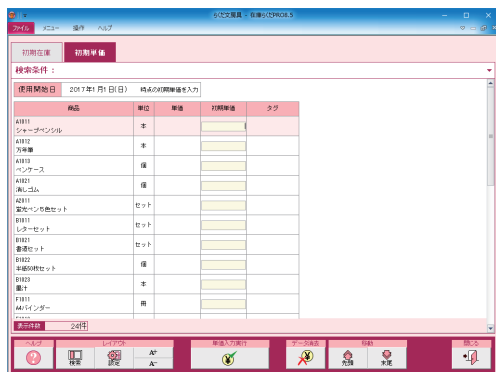 らくだ文房具 - 在庫らくだPRO8.5
ファイル メニュー 操作 ヘルプ
初期在庫 初期単価
検索条件：
使用開始日 2017年1月1日(日) 時点の初期単価を入力
商品 単位 単価 初期単価 タグ
A1011
シャープペンシル 本
A1012
万年筆 本
A1013
ペンケース 個
A1021
消しゴム 個
A2011
蛍光ペン5色セット セット
B1011
レターセット セット
B1021
書道セット セット
B1022
半紙50枚セット 個
B1023
墨汁 本
F1011
A4バインダー 冊
表示件数 24件
ヘルプ レイアウト 単価入力実行 データ消去 移動 閉じる
検索 設定 A+ A- 先頭 末尾